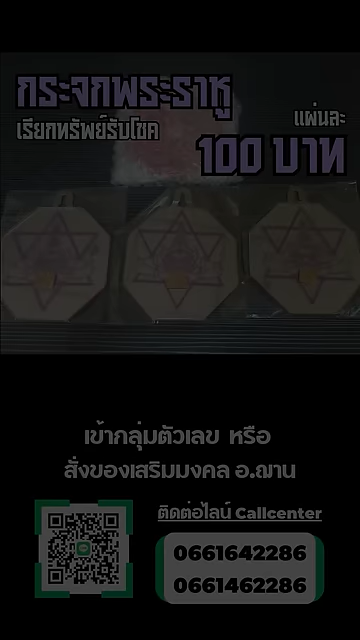 กระจกพระราหู
เรียกทรัพย์รับโชค
แผ่นละ
100 บาท
เข้ากลุ่มตัวเลข หรือ
สั่งของเสริมมงคล อ.ฌาน
ติดต่อไลน์ Callcenter
0661642286
0661462286